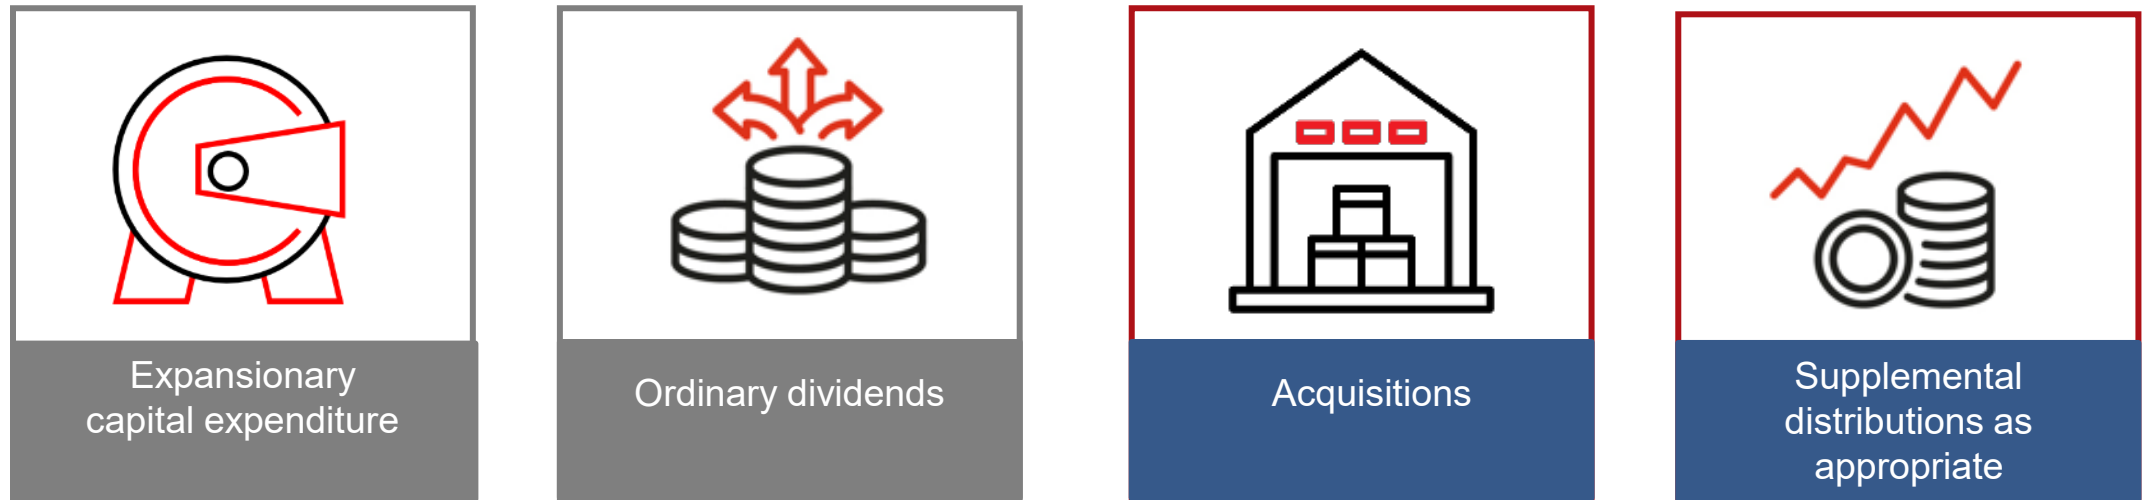 Expansionary
capital expenditure
Ordinary dividends
Acquisitions
Supplemental
distributions as
appropriate